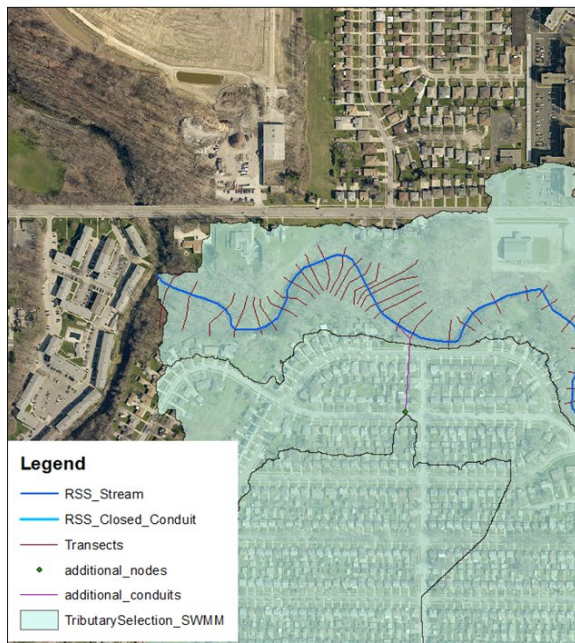 Legend
RSS_Stream
RSS_Closed_Conduit
Transects
additional_nodes
additional_conduits
TributarySelection_SWMM